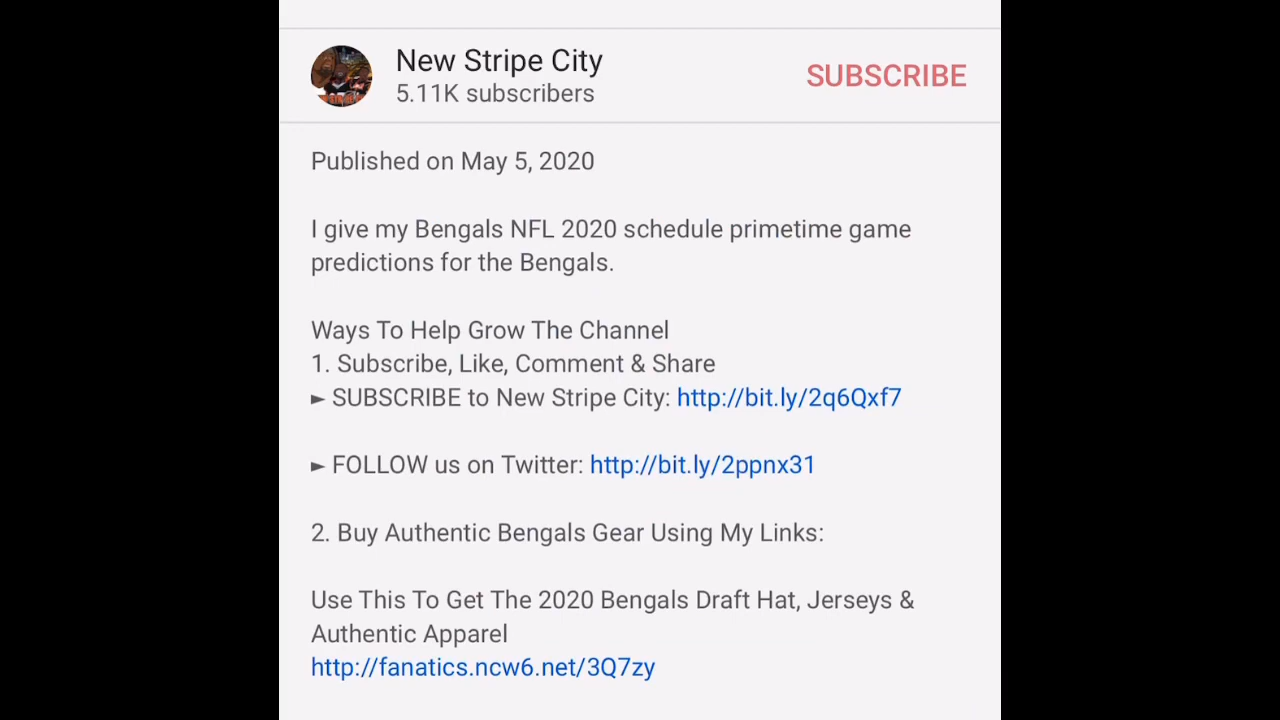 New Stripe City
5.11K subscribers
SUBSCRIBE
Published on May 5, 2020
I give my Bengals NFL 2020 schedule primetime game
predictions for the Bengals.
Ways To Help Grow The Channel
1. Subscribe, Like, Comment & Share
► SUBSCRIBE to New Stripe City: http://bit.ly/2q6Qxf7
► FOLLOW us on Twitter: http://bit.ly/2ppnx31
2. Buy Authentic Bengals Gear Using My Links:
Use This To Get The 2020 Bengals Draft Hat, Jerseys &
Authentic Apparel
http://fanatics.ncw6.net/3Q7zy